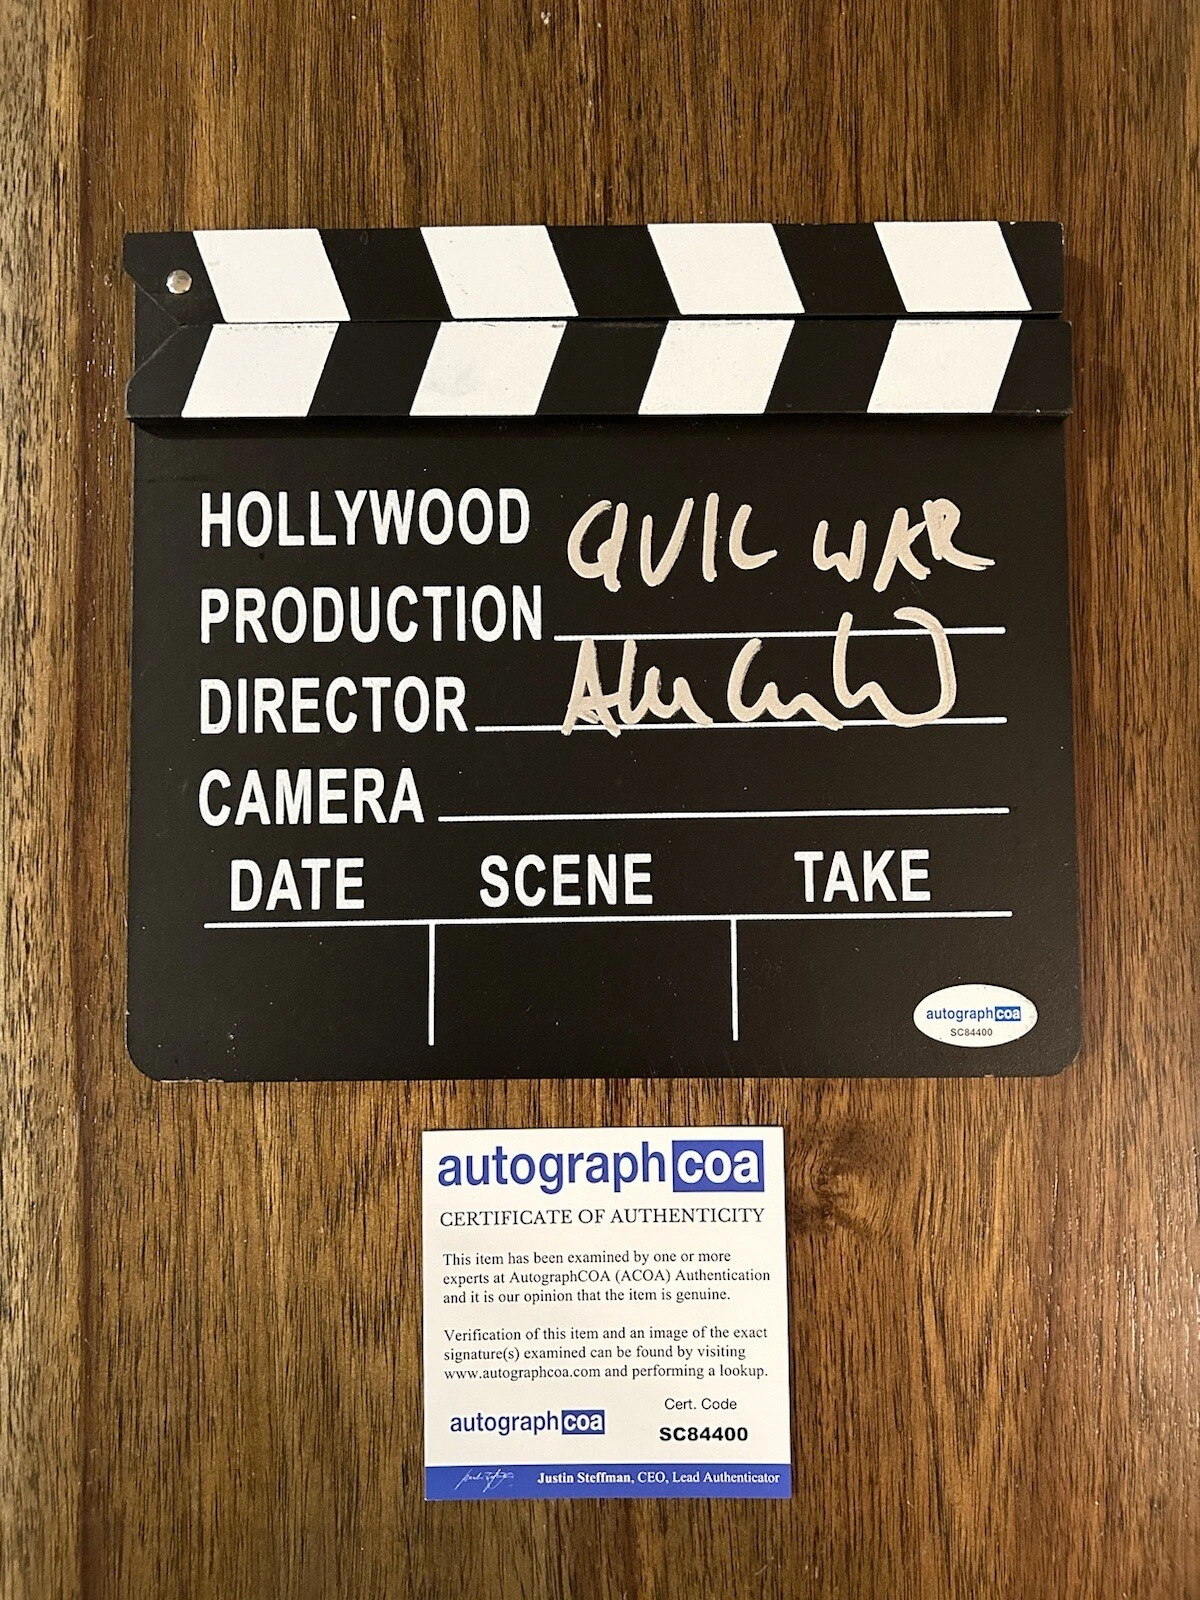 HOLLYWOOD
PRODUCTION CIVIL WAR
DIRECTOR
CAMERA
DATE SCENE TAKE
autographcoa
SC84400
autographcoa
CERTIFICATE OF AUTHENTICITY
This item has been examined by one or more
experts at AutographCOA (ACOA) Authentication
and it is our opinion that the item is genuine.
Verification of this item and an image of the exact
signature(s) examined can be found by visiting
www.autographcoa.com and performing a lookup.
Cert. Code
autographcoa SC84400
Justin Steffman, CEO, Lead Authenticator